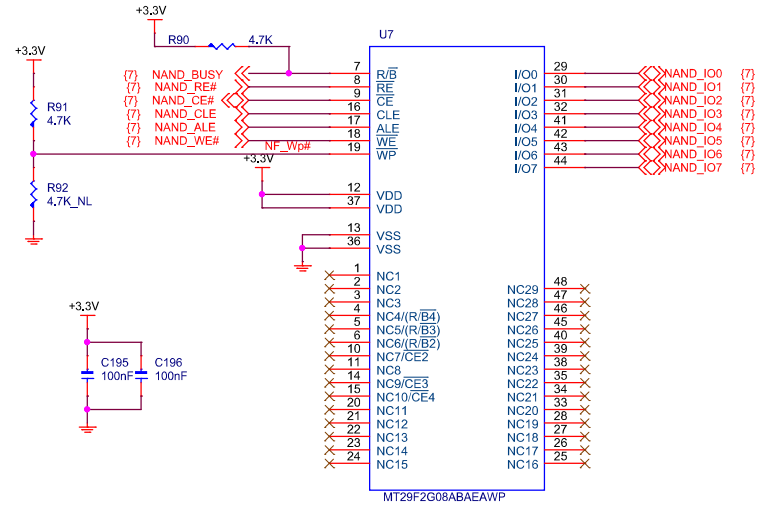 +3.3V
R90 4.7K
U7
+3.3V
R91
4.7K
R92
4.7K_NL
{7} NAND_BUSY 7 R/B
{7} NAND_RE# 8 RE
{7} NAND_CE# 9 CE
{7} NAND_CLE 16 CLE
{7} NAND_ALE 17 ALE
{7} NAND_WE# 18 WE
NF_Wp# 19 WP
+3.3V
12 VDD
37 VDD
13 VSS
36 VSS
1 NC1
2 NC2
3 NC3
4 NC4/(R/B4)
5 NC5/(R/B3)
6 NC6/(R/B2)
10 NC7/CE2
11 NC8
14 NC9/CE3
15 NC10/CE4
20 NC11
21 NC12
22 NC13
23 NC14
24 NC15
I/O0 29 NAND_IO0 {7}
I/O1 30 NAND_IO1 {7}
I/O2 31 NAND_IO2 {7}
I/O3 32 NAND_IO3 {7}
I/O4 41 NAND_IO4 {7}
I/O5 42 NAND_IO5 {7}
I/O6 43 NAND_IO6 {7}
I/O7 44 NAND_IO7 {7}
NC29 48
NC28 47
NC27 46
NC26 45
NC25 40
NC24 39
NC23 38
NC22 35
NC21 34
NC20 33
NC19 28
NC18 27
NC17 26
NC16 25
MT29F2G08ABAEAWP
+3.3V
C195
100nF
C196
100nF